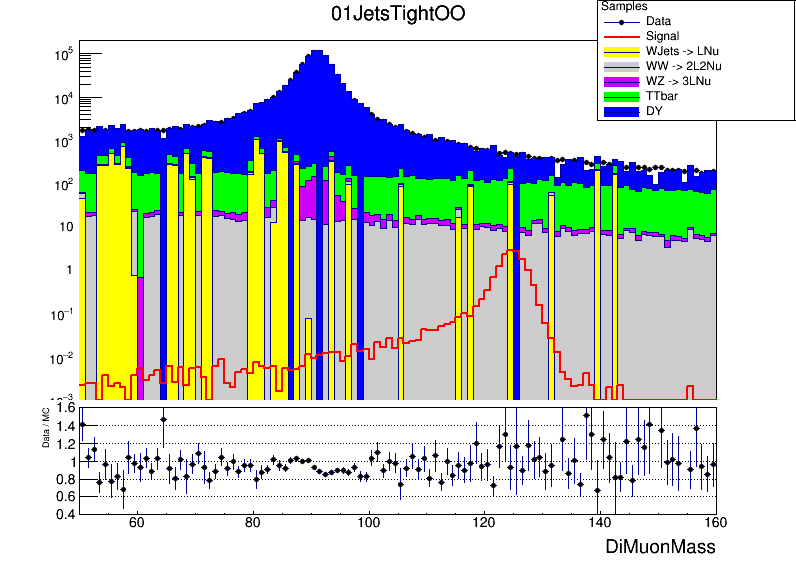 01JetsTightOO
Samples
Data
Signal
WJets -> LNu
WW -> 2L2Nu
WZ -> 3LNu
TTbar
DY
10^5
10^4
10^3
10^2
10
1
10^-1
10^-2
Data / MC
1.6
1.4
1.2
1
0.8
0.6
0.4
60
80
100
120
140
160
DiMuonMass